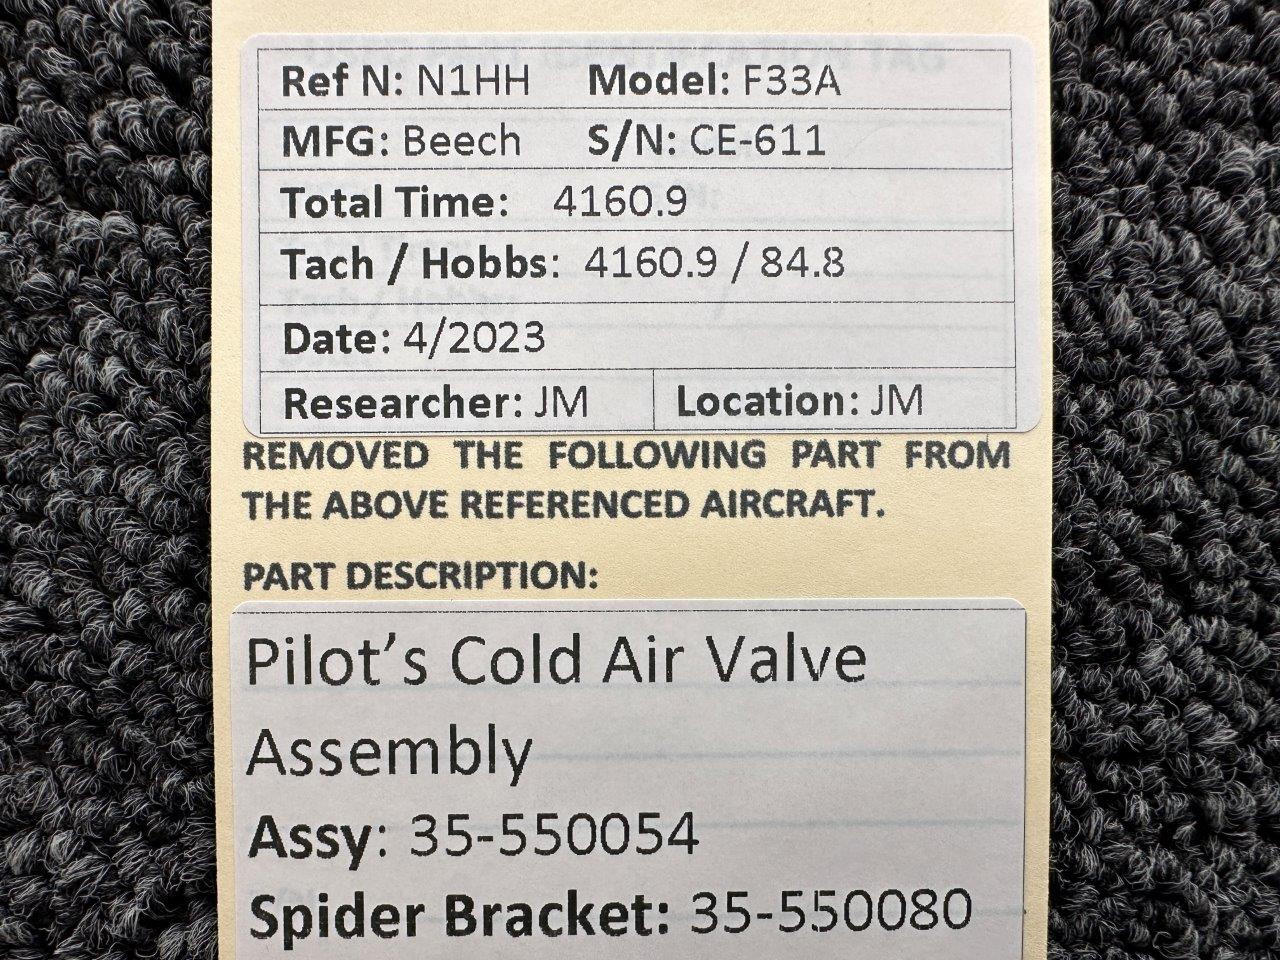 Ref N: N1HH Model: F33A
MFG: Beech S/N: CE-611
Total Time: 4160.9
Tach / Hobbs: 4160.9 / 84.8
Date: 4/2023
Researcher: JM Location: JM
REMOVED THE FOLLOWING PART FROM
THE ABOVE REFERENCED AIRCRAFT.
PART DESCRIPTION:
Pilot’s Cold Air Valve
Assembly
Assy: 35-550054
Spider Bracket: 35-550080